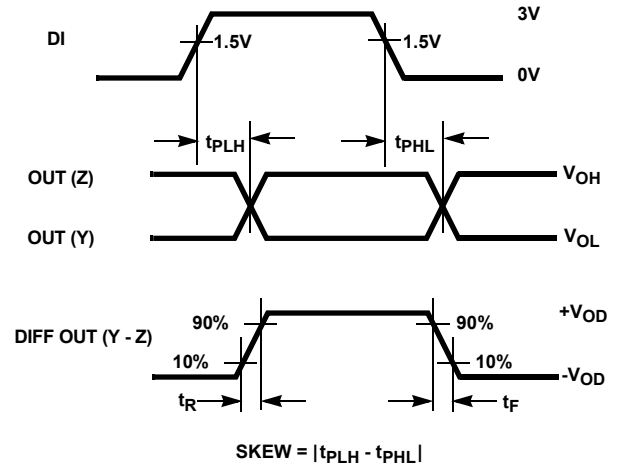 3V
DI
1.5V
1.5V
0V
tPLH
tPHL
OUT (Z)
VOH
OUT (Y)
VOL
+VOD
90%
90%
DIFF OUT (Y - Z)
10%
10%
-VOD
tR
tF
SKEW = |tPLH - tPHL|